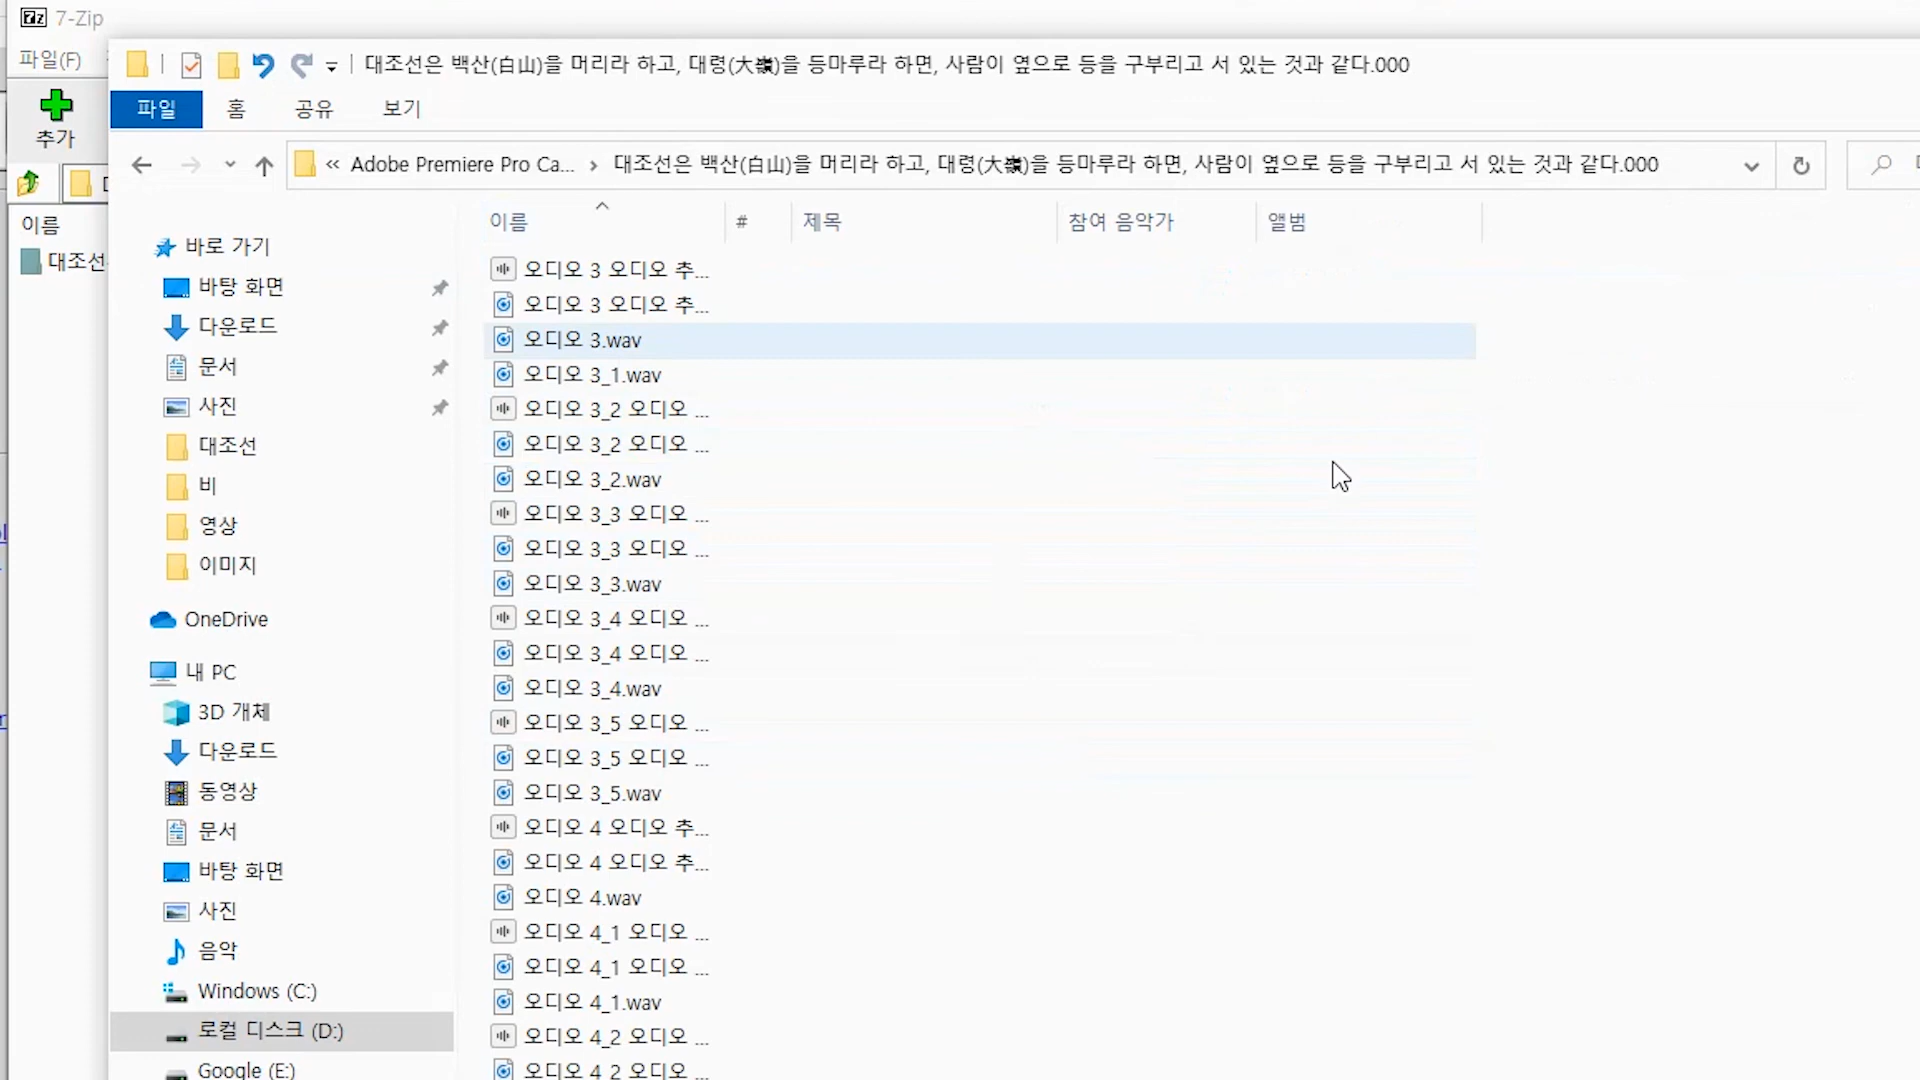 7-Zip
파일(F)
추가
이름
대조선
대조선은 백산(白山)을 머리라 하고, 대령(大嶺)을 등마루라 하면, 사람이 옆으로 등을 구부리고 서 있는 것과 같다.000
파일 홈 공유 보기
« Adobe Premiere Pro Ca... › 대조선은 백산(白山)을 머리라 하고, 대령(大嶺)을 등마루라 하면, 사람이 옆으로 등을 구부리고 서 있는 것과 같다.000
바로 가기
바탕 화면
다운로드
문서
사진
대조선
비
영상
이미지
OneDrive
내 PC
3D 개체
다운로드
동영상
문서
바탕 화면
사진
음악
Windows (C:)
로컬 디스크 (D:)
Google (E:)
이름 # 제목 참여 음악가 앨범
오디오 3 오디오 추...
오디오 3 오디오 추...
오디오 3.wav
오디오 3_1.wav
오디오 3_2 오디오 ...
오디오 3_2 오디오 ...
오디오 3_2.wav
오디오 3_3 오디오 ...
오디오 3_3 오디오 ...
오디오 3_3.wav
오디오 3_4 오디오 ...
오디오 3_4 오디오 ...
오디오 3_4.wav
오디오 3_5 오디오 ...
오디오 3_5 오디오 ...
오디오 3_5.wav
오디오 4 오디오 추...
오디오 4 오디오 추...
오디오 4.wav
오디오 4_1 오디오 ...
오디오 4_1 오디오 ...
오디오 4_1.wav
오디오 4_2 오디오 ...
오디오 4_2 오디오 ...